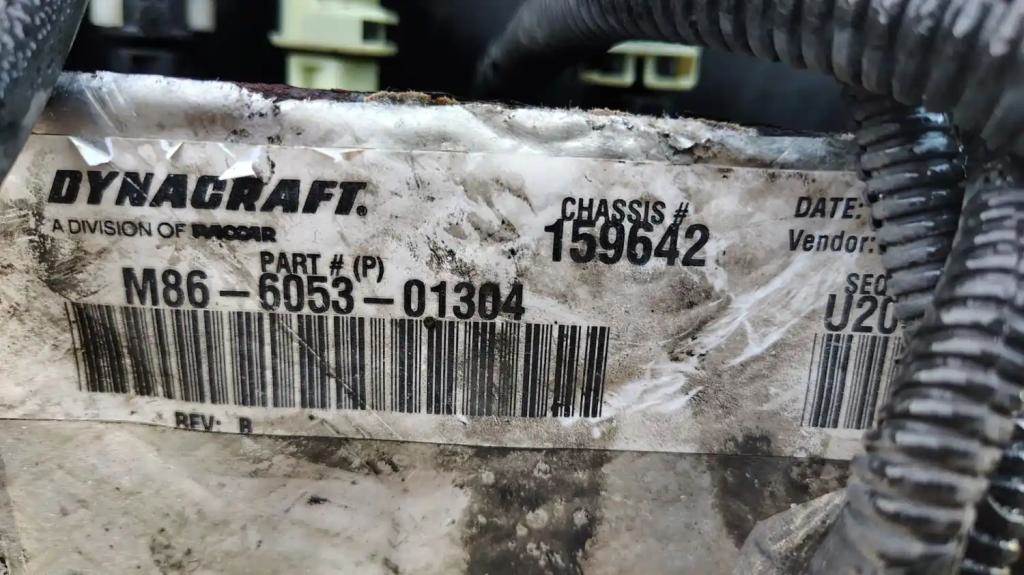 DYNACRAFT®
A DIVISION OF PACCAR
PART # (P)
M86-6053-01304
REV: B
CHASSIS #
159642
DATE:
Vendor:
SEQ
U20